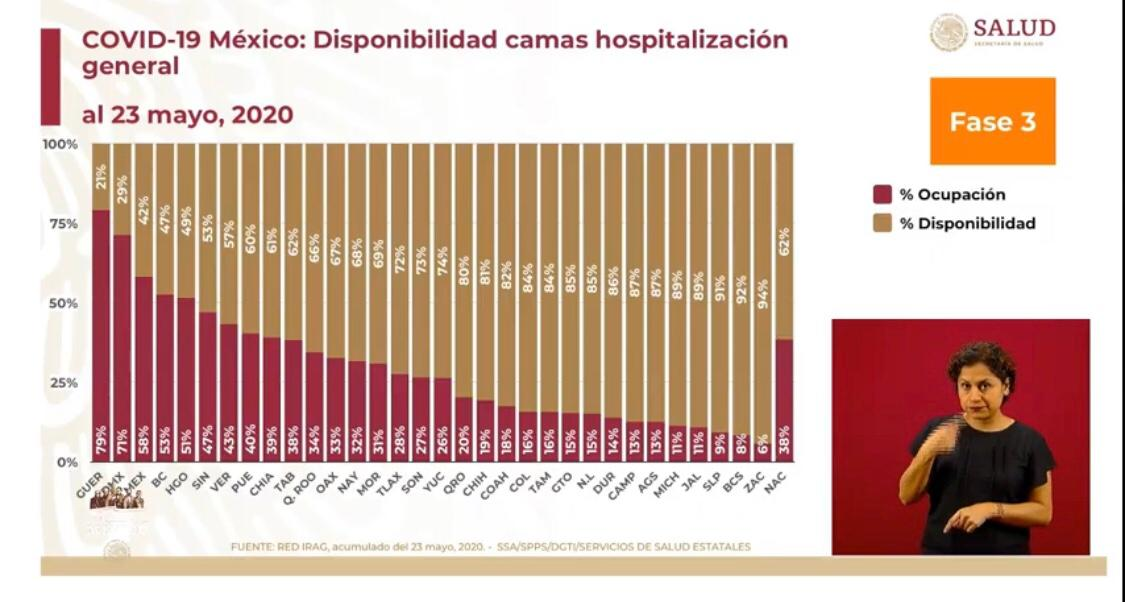 COVID-19 México: Disponibilidad camas hospitalización
general
al 23 mayo, 2020
SALUD
SECRETARÍA DE SALUD
Fase 3
% Ocupación
% Disponibilidad
100%
75%
50%
25%
0%
21% 29% 42% 47% 49% 53% 57% 60% 61% 62% 66% 67% 68% 69% 72% 73% 74% 80% 81% 82% 84% 84% 85% 85% 86% 87% 87% 89% 89% 91% 92% 94% 62%
79% 71% 58% 53% 51% 47% 43% 40% 39% 38% 34% 33% 32% 31% 28% 27% 26% 20% 19% 18% 16% 16% 15% 15% 14% 13% 13% 11% 11% 9% 8% 6% 38%
GUER BC HGO SIN VER PUE CHIA TAB Q. ROO OAX NAY MOR TLAX SON YUC QRO CHIH COAH COL TAM GTO N.L DUR CAMP AGS MICH JAL SLP BCS ZAC NAC
FUENTE: RED IRAG, acumulado del 23 mayo, 2020. - SSA/SPPS/DGTI/SERVICIOS DE SALUD ESTATALES